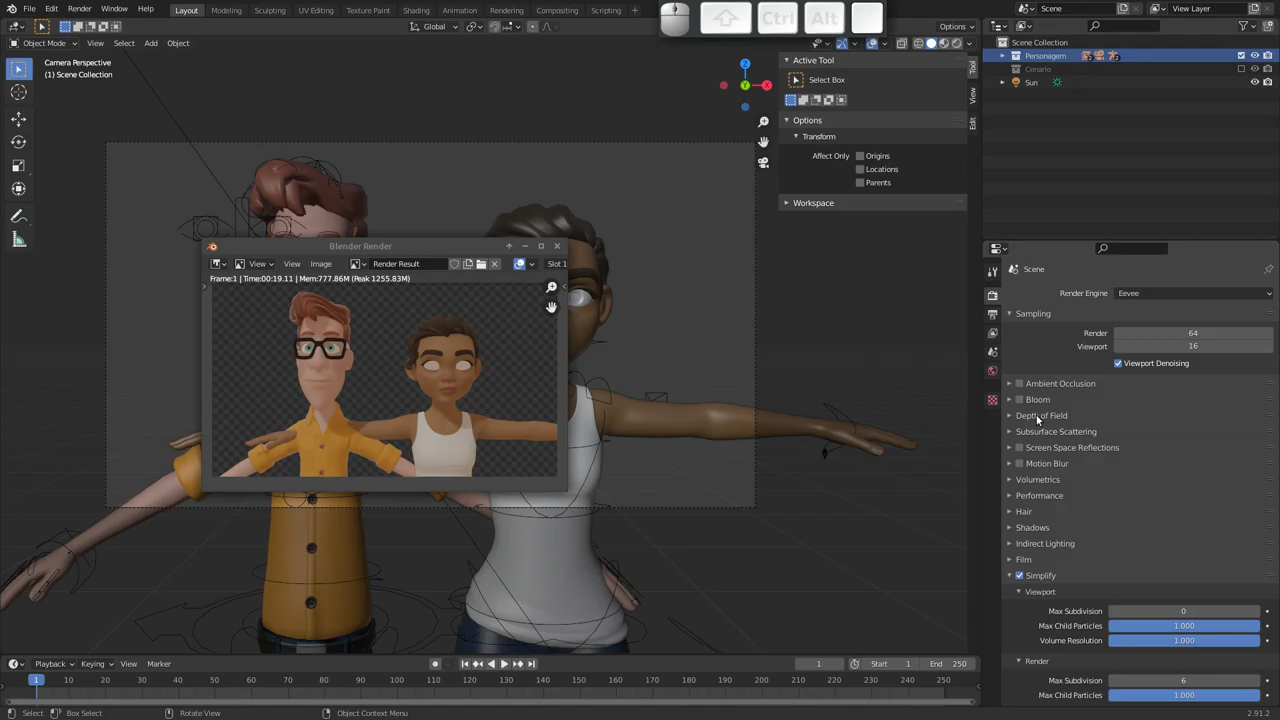 File Edit Render Window Help
Layout Modeling Sculpting UV Editing Texture Paint Shading Animation Rendering Compositing Scripting
Scene View Layer
Ctrl Alt
Global Options
Object Mode View Select Add Object
Camera Perspective
(1) Scene Collection
Active Tool
Select Box
Options
Transform
Affect Only Origins
Locations
Parents
Workspace
Tool
View
Edit
Scene Collection
Personagem
Cenario
Sun
Blender Render
View View Image Render Result Slot 1
Frame:1 | Time:00:19.11 | Mem:777.86M (Peak 1255.83M)
Scene
Render Engine Eevee
Sampling
Render 64
Viewport 16
Viewport Denoising
Ambient Occlusion
Bloom
Depth of Field
Subsurface Scattering
Screen Space Reflections
Motion Blur
Volumetrics
Performance
Hair
Shadows
Indirect Lighting
Film
Simplify
Viewport
Max Subdivision 0
Max Child Particles 1.000
Volume Resolution 1.000
Render
Max Subdivision 6
Max Child Particles 1.000
Playback Keying View Marker 1 Start 1 End 250
1 10 20 30 40 50 60 70 80 90 100 110 120 130 140 150 160 170 180 190 200 210 220 230 240 250
Select Box Select Rotate View Object Context Menu 2.91.2